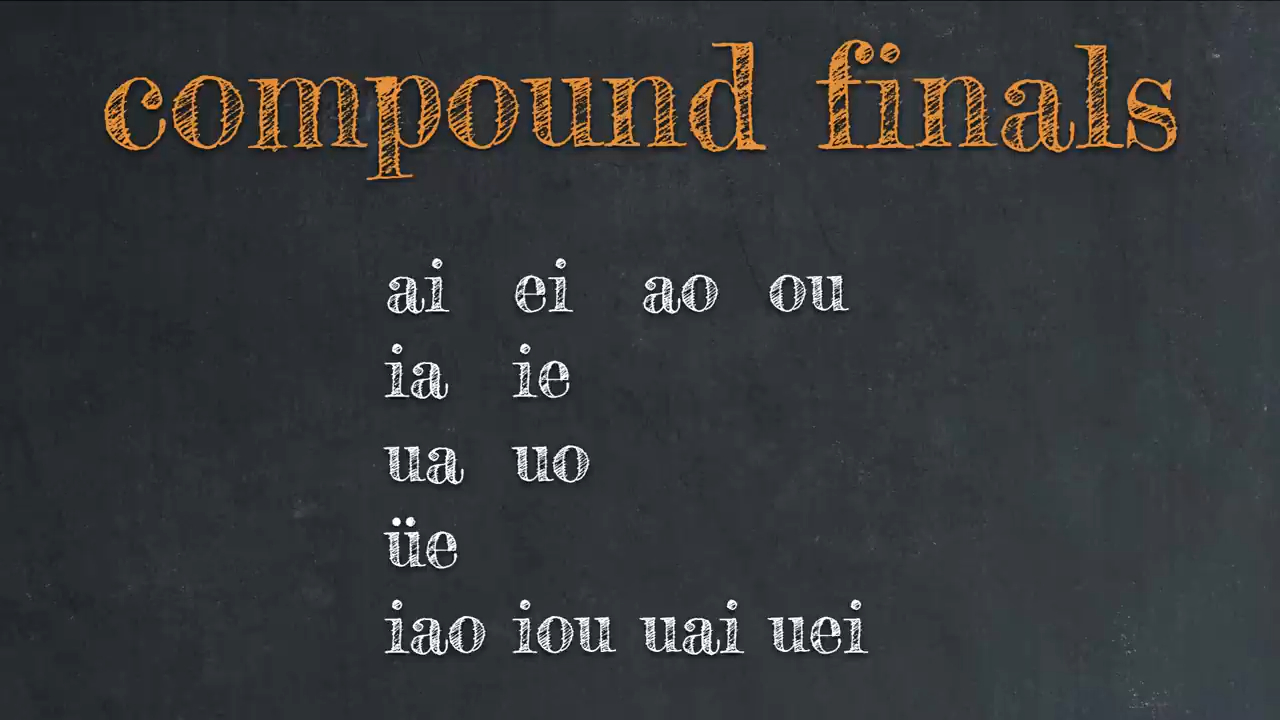 compound finals
ai ei ao ou
ia ie
ua uo
üe
iao iou uai uei